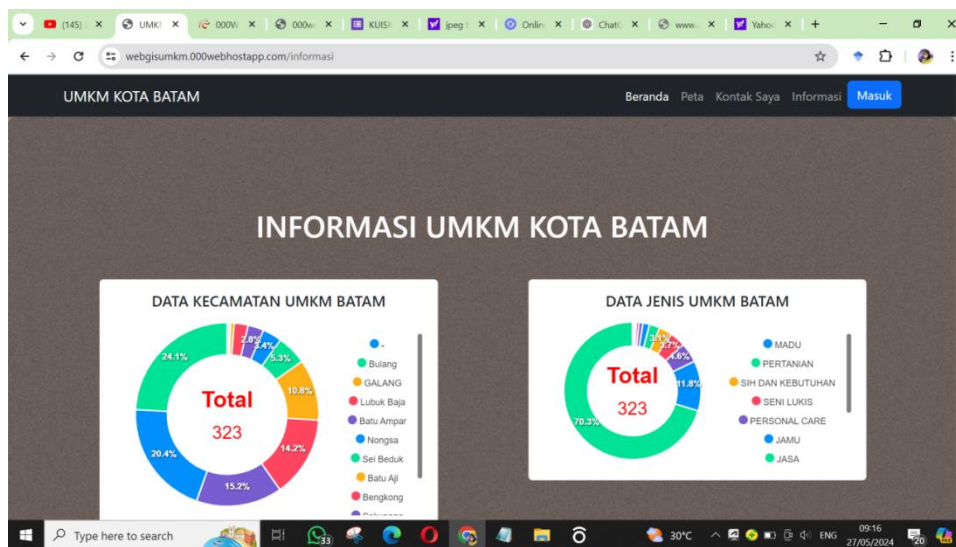 (145)
UMK
000W
000w
KUIS
jpeg t
Onlin
Chat
www.
Yahoo
webgisumkm.000webhostapp.com/informasi
UMKM KOTA BATAM
Beranda Peta Kontak Saya Informasi Masuk
INFORMASI UMKM KOTA BATAM
DATA KECAMATAN UMKM BATAM
2.8%
3.4%
5.3%
10.8%
14.2%
15.2%
20.4%
24.1%
Total
323
-
Bulang
GALANG
Lubuk Baja
Batu Ampar
Nongsa
Sei Beduk
Batu Aji
Bengkong
DATA JENIS UMKM BATAM
3.1%
3.7%
4.6%
11.8%
70.3%
Total
323
MADU
PERTANIAN
SIH DAN KEBUTUHAN
SENI LUKIS
PERSONAL CARE
JAMU
JASA
Type here to search
33
30°C
ENG
09:16
27/05/2024
20